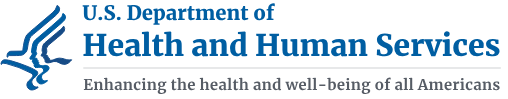 U.S. Department of
Health and Human Services
Enhancing the health and well-being of all Americans